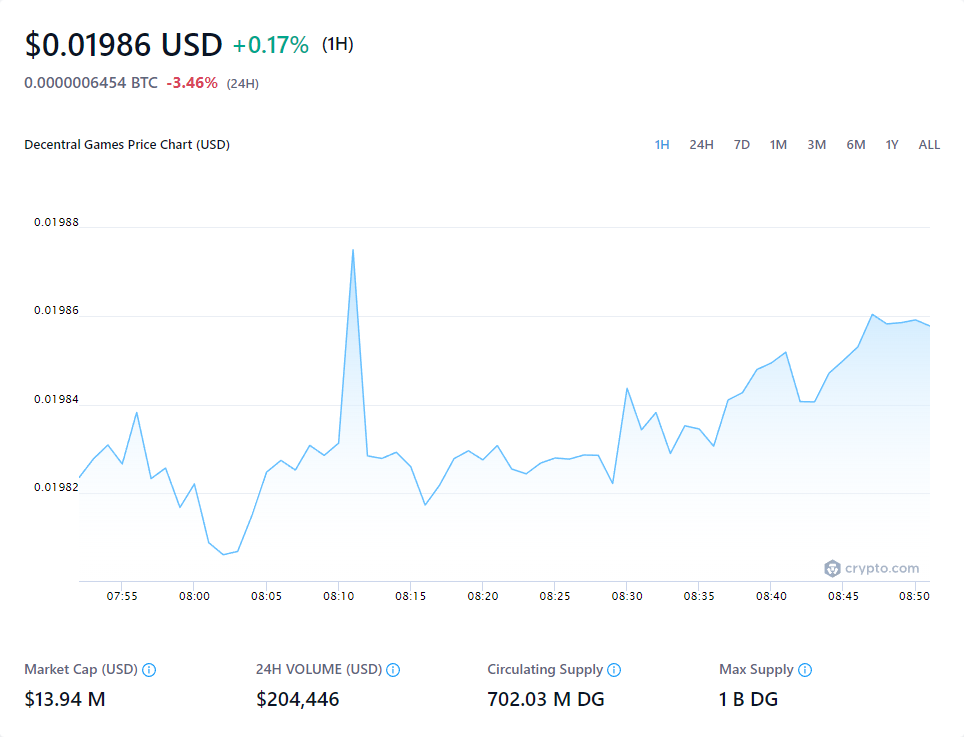 $0.01986 USD +0.17% (1H)
0.0000006454 BTC -3.46% (24H)
Decentral Games Price Chart (USD) 1H 24H 7D 1M 3M 6M 1Y ALL
0.01988
0.01986
0.01984
0.01982
crypto.com
07:55 08:00 08:05 08:10 08:15 08:20 08:25 08:30 08:35 08:40 08:45 08:50
Market Cap (USD) 24H VOLUME (USD) Circulating Supply Max Supply
$13.94 M $204,446 702.03 M DG 1 B DG